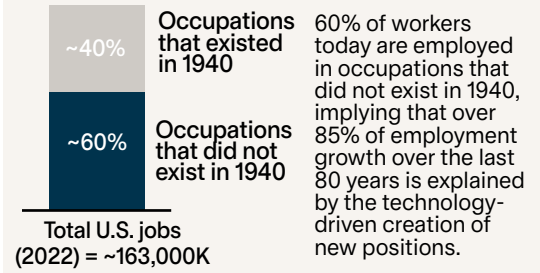 ~40%
Occupations
that existed
in 1940
~60%
Occupations
that did not
exist in 1940
Total U.S. jobs
(2022) = ~163,000K
60% of workers
today are employed
in occupations that
did not exist in 1940,
implying that over
85% of employment
growth over the last
80 years is explained
by the technology-
driven creation of
new positions.